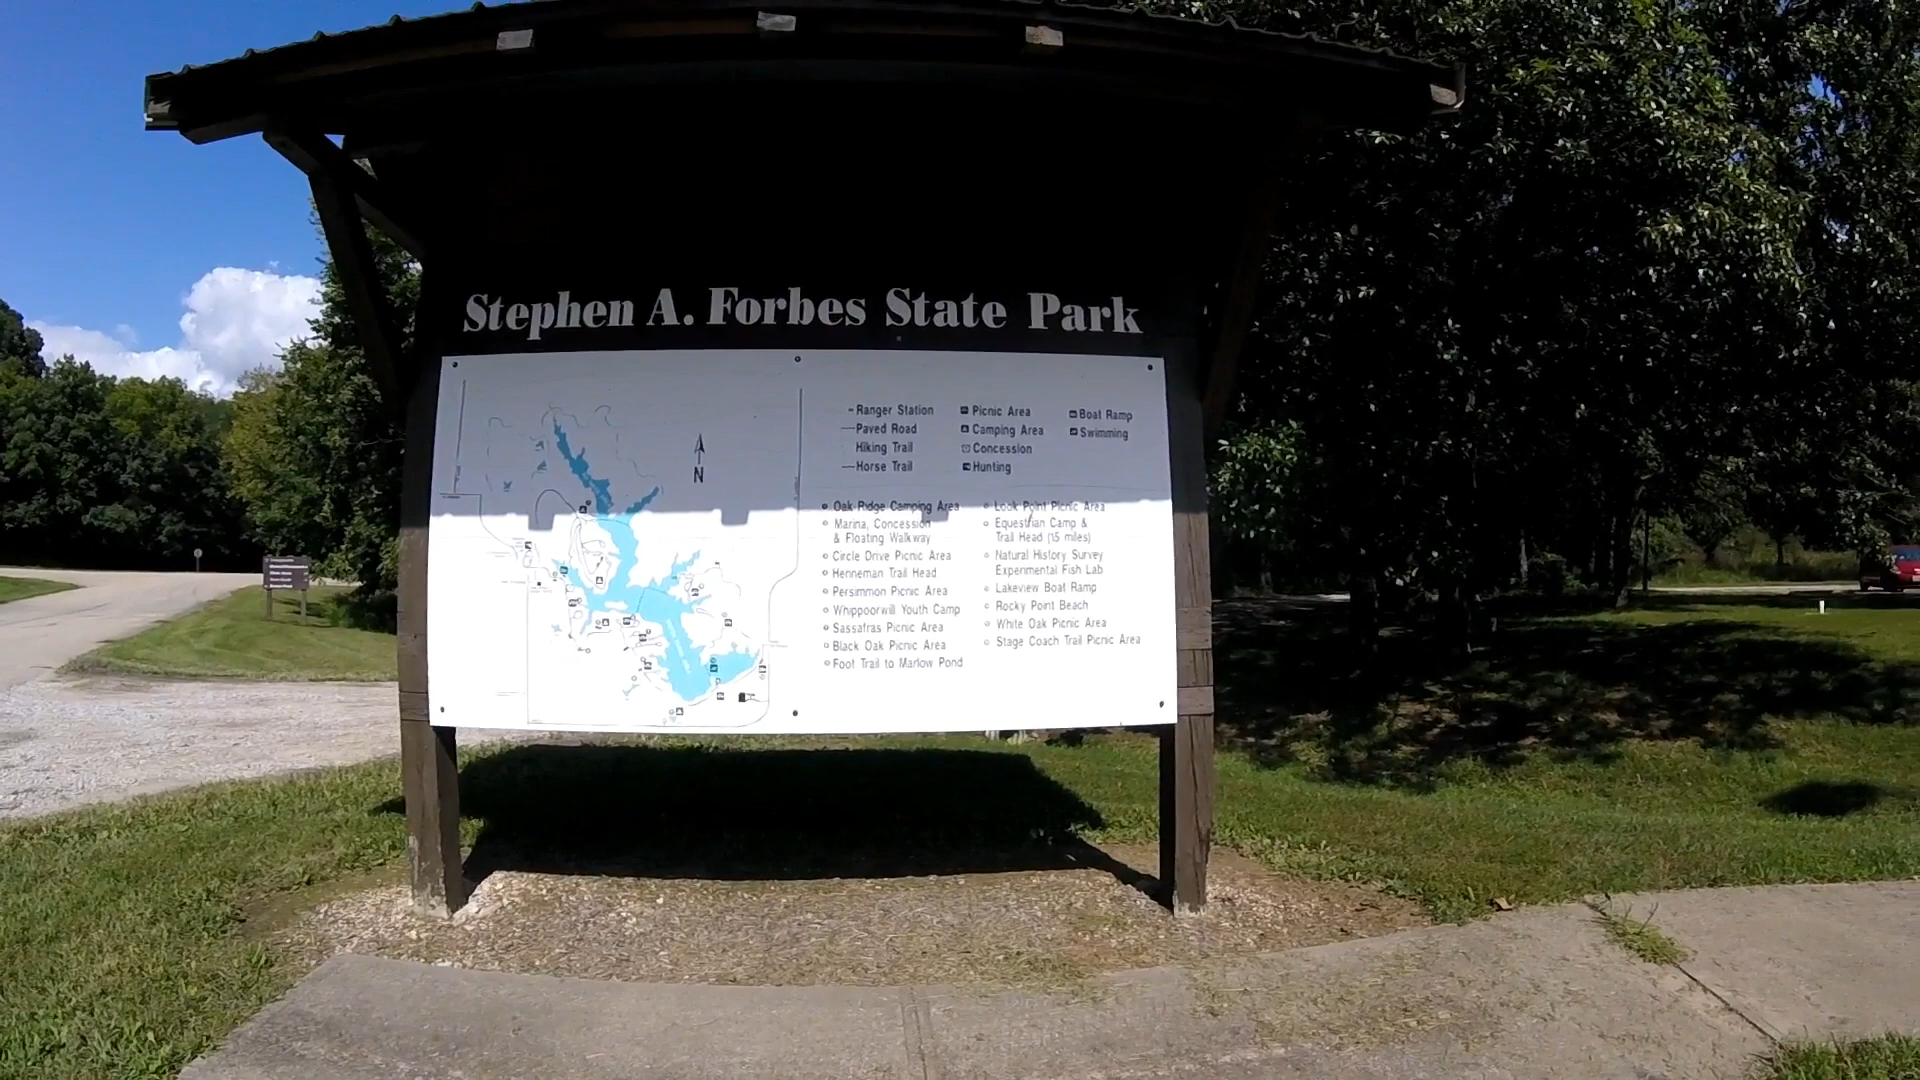 Stephen A. Forbes State Park
Ranger Station
Paved Road
Hiking Trail
Horse Trail
Picnic Area
Camping Area
Concession
Hunting
Boat Ramp
Swimming
N
Oak Ridge Camping Area
Marina, Concession
& Floating Walkway
Circle Drive Picnic Area
Henneman Trail Head
Persimmon Picnic Area
Whippoorwill Youth Camp
Sassafras Picnic Area
Black Oak Picnic Area
Foot Trail to Marlow Pond
Look Point Picnic Area
Equestrian Camp &
Trail Head (15 miles)
Natural History Survey
Experimental Fish Lab
Lakeview Boat Ramp
Rocky Point Beach
White Oak Picnic Area
Stage Coach Trail Picnic Area